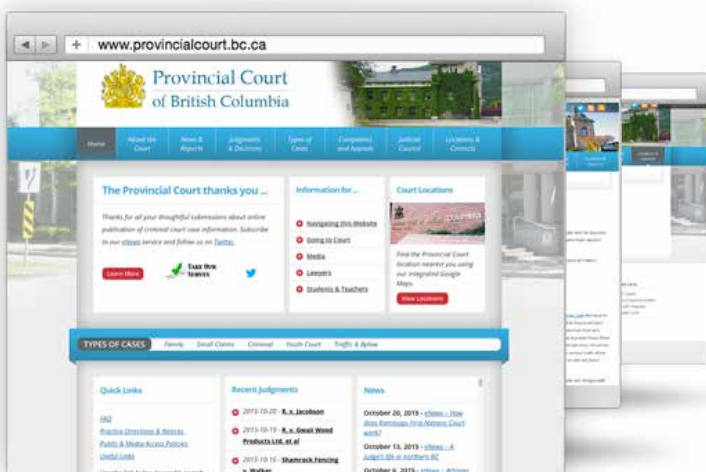 www.provincialcourt.bc.ca
Provincial Court
of British Columbia
Home
About the
Court
News &
Reports
Judgments
& Decisions
Types of
Cases
Complaints
and Appeals
Judicial
Council
Locations &
Contacts
The Provincial Court thanks you ...
Thanks for all your thoughtful submissions about online
publication of criminal court case information. Subscribe
to our eNews service and follow us on Twitter.
Learn More
TAKE OUR
SURVEY
Information for ...
Navigating this Website
Going to Court
Media
Lawyers
Students & Teachers
Court Locations
Find the Provincial Court
location nearest you using
our integrated Google
Maps.
View Locations
TYPES OF CASES
Family
Small Claims
Criminal
Youth Court
Traffic & Bylaw
Quick Links
FAQ
Practice Directions & Notices
Public & Media Access Policies
Useful Links
Recent Judgments
2015-10-20 - R. v. Jacobson
2015-10-19 - R. v. Gwaii Wood
Products Ltd. et al
2015-10-16 - Shamrock Fencing
v. Walker
News
October 20, 2015 - eNews – How
does Kamloops First Nations Court
work?
October 13, 2015 - eNews - A
Judge's life in northern BC
October 6, 2015 - eNews